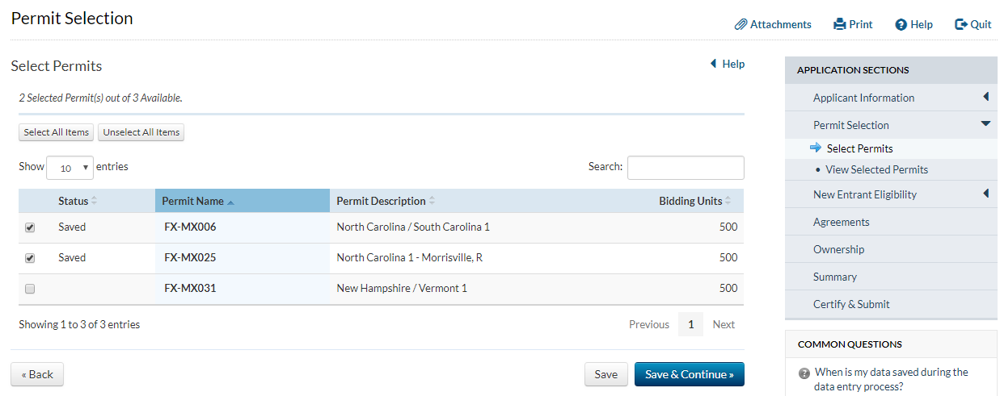 Permit Selection
Attachments Print Help Quit
Select Permits
Help
2 Selected Permit(s) out of 3 Available.
Select All Items Unselect All Items
Show 10 entries
Search:
Status Permit Name Permit Description Bidding Units
Saved FX-MX006 North Carolina / South Carolina 1 500
Saved FX-MX025 North Carolina 1 - Morrisville, R 500
FX-MX031 New Hampshire / Vermont 1 500
Showing 1 to 3 of 3 entries
Previous 1 Next
« Back
Save Save & Continue »
APPLICATION SECTIONS
Applicant Information
Permit Selection
Select Permits
• View Selected Permits
New Entrant Eligibility
Agreements
Ownership
Summary
Certify & Submit
COMMON QUESTIONS
When is my data saved during the
data entry process?